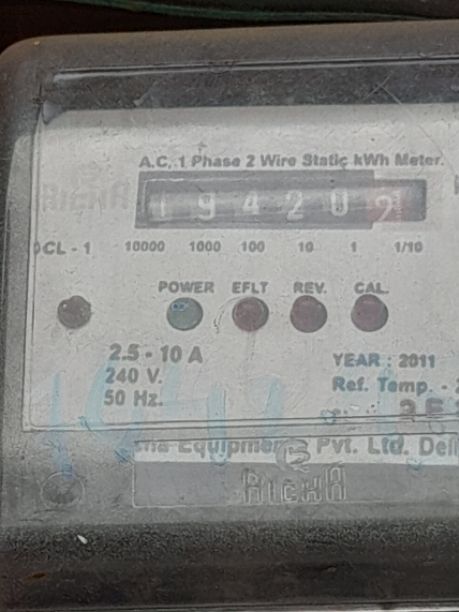 A.C. 1 Phase 2 Wire Static kWh Meter.
RICHA
1 9 4 2 0 2
CL - 1 10000 1000 100 10 1 1/10
POWER EFLT REV. CAL.
2.5 - 10 A
240 V.
50 Hz.
YEAR : 2011
Ref. Temp. -
Pvt. Ltd.
RICHA